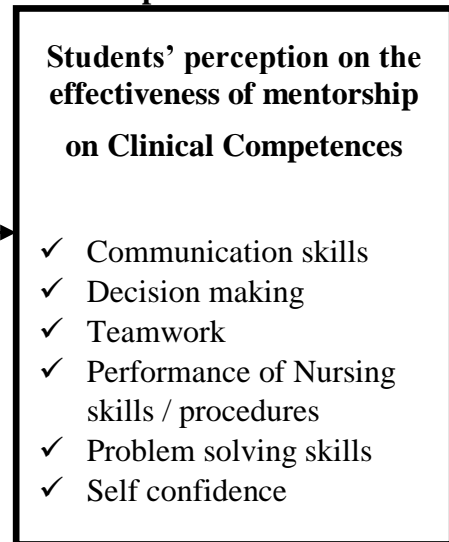 Students’ perception on the
effectiveness of mentorship
on Clinical Competences
✓ Communication skills
✓ Decision making
✓ Teamwork
✓ Performance of Nursing
skills / procedures
✓ Problem solving skills
✓ Self confidence